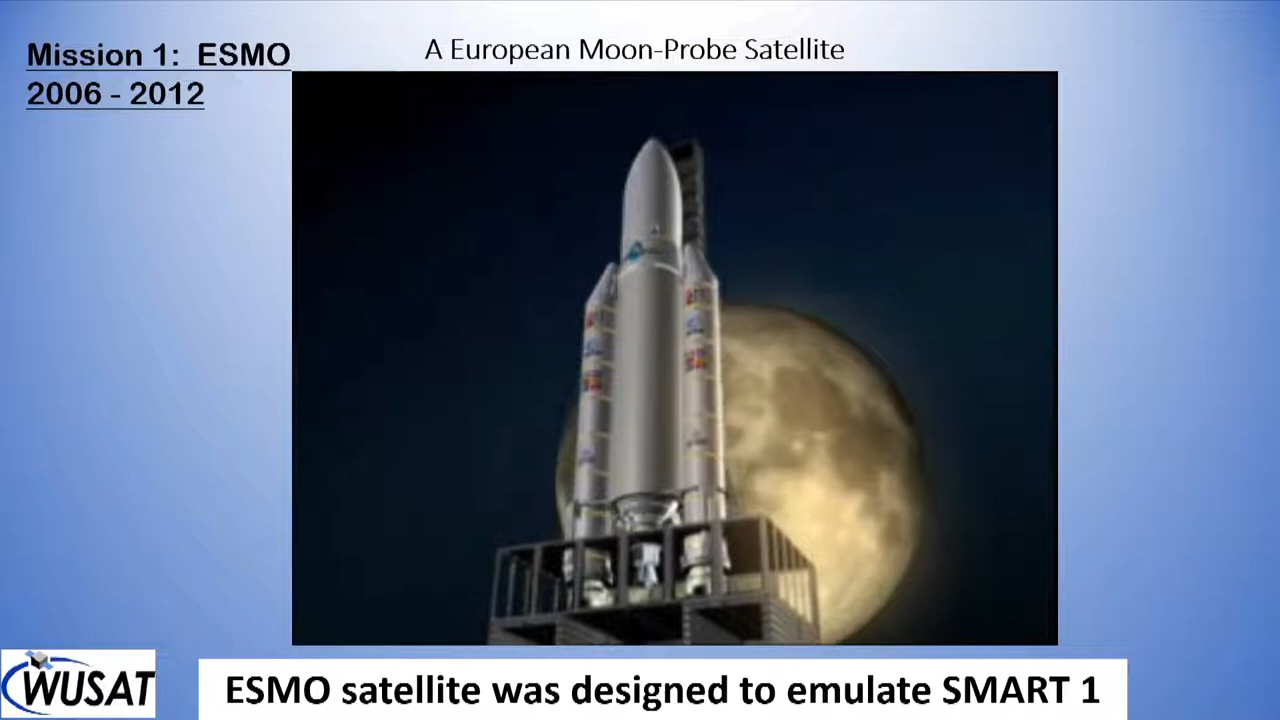 Mission 1:  ESMO
2006 - 2012
A European Moon-Probe Satellite
WUSAT
ESMO satellite was designed to emulate SMART 1